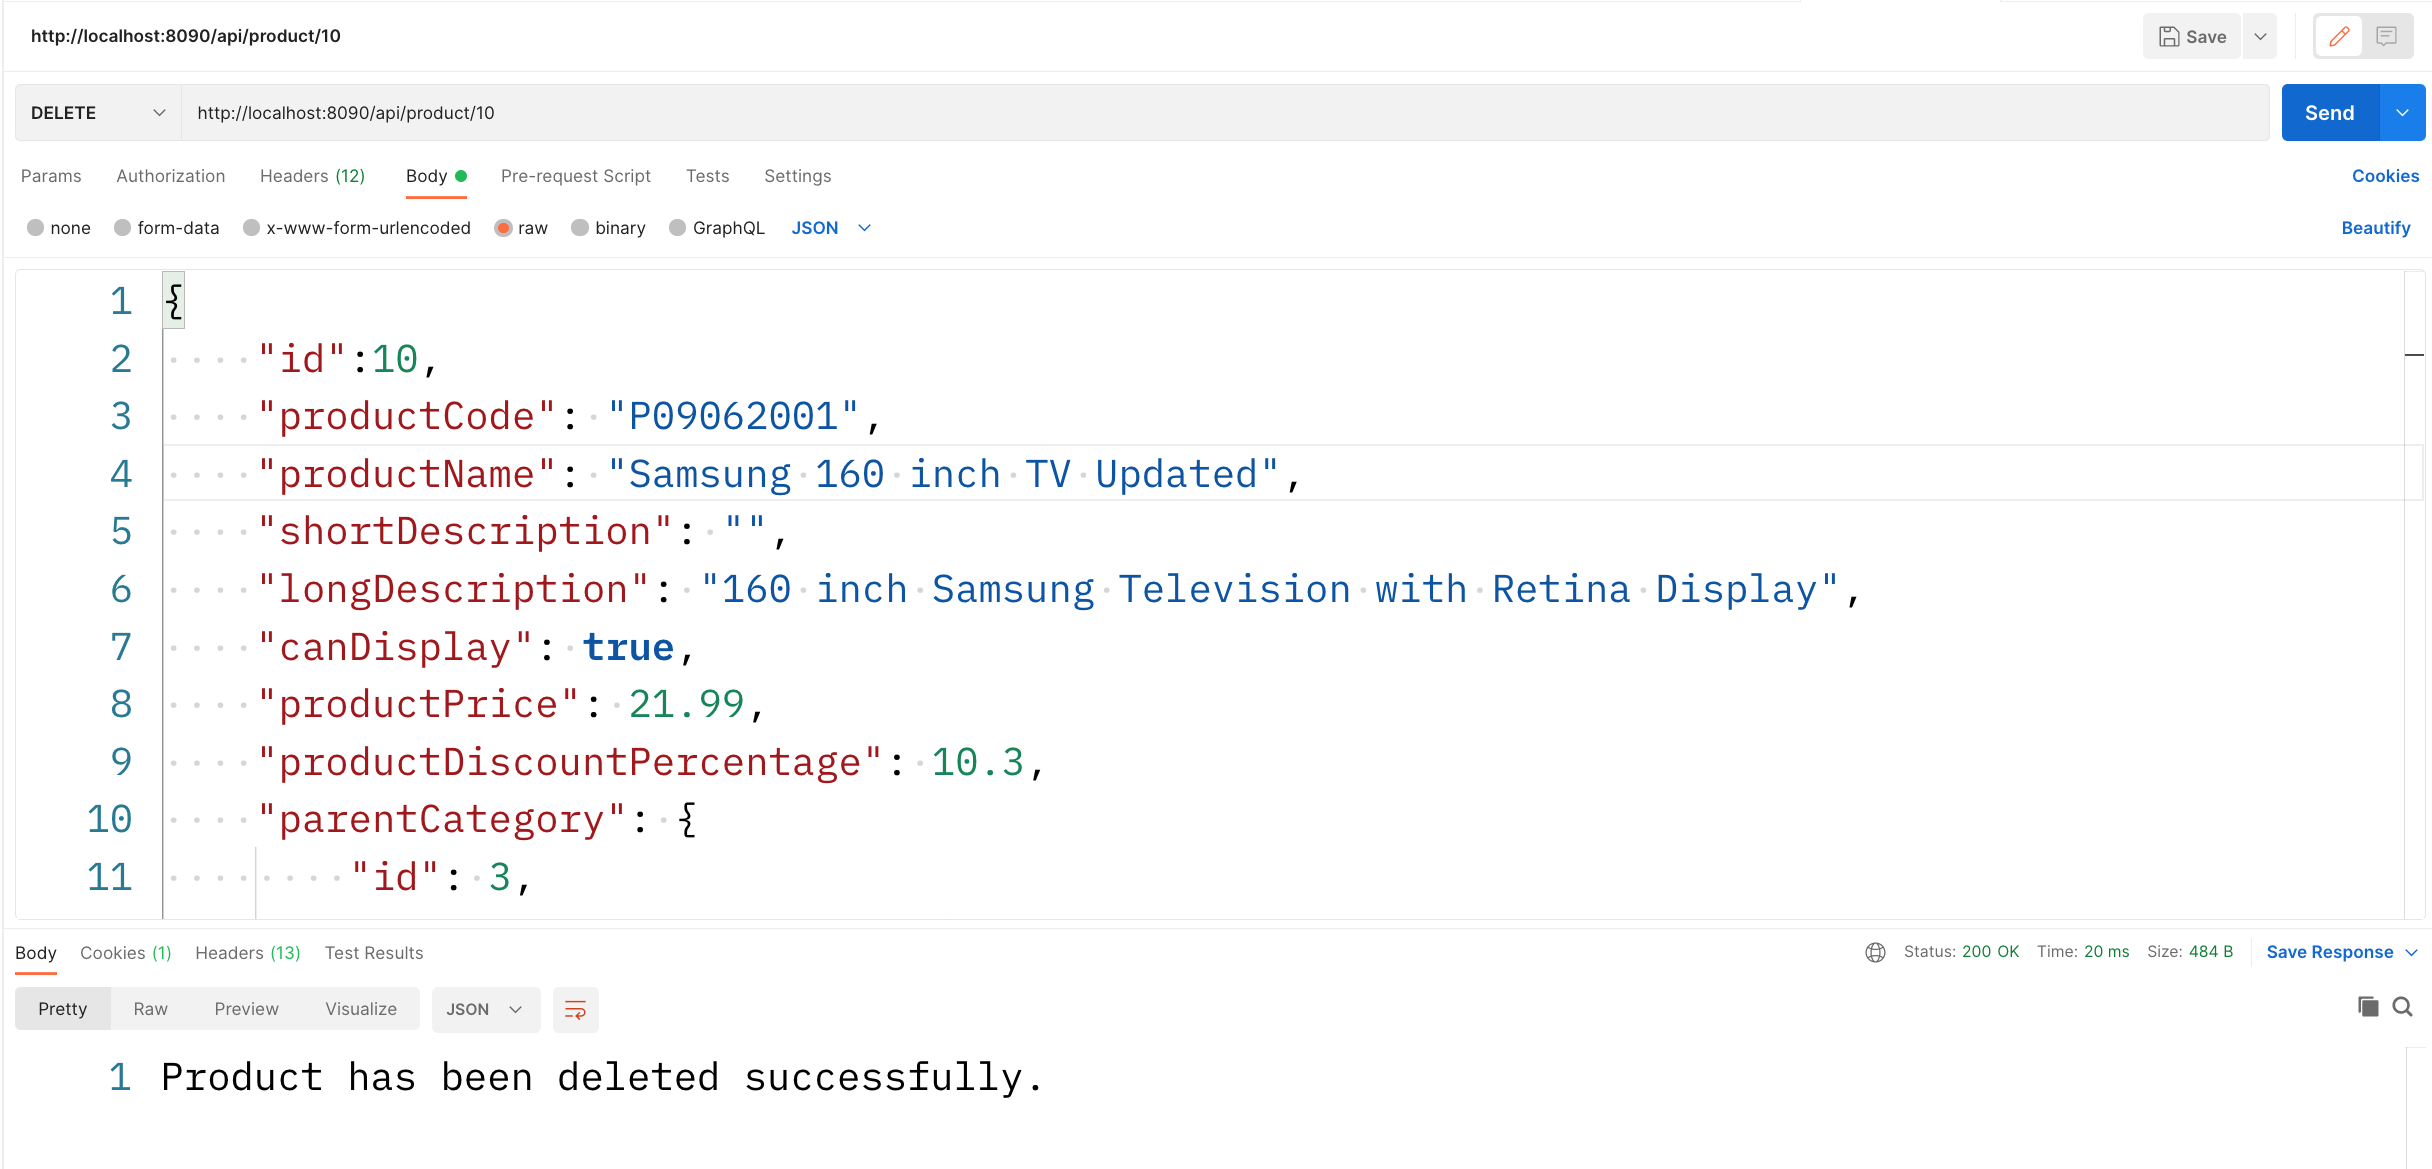 http://localhost:8090/api/product/10
Save
DELETE http://localhost:8090/api/product/10 Send
Params Authorization Headers (12) Body Pre-request Script Tests Settings Cookies
none form-data x-www-form-urlencoded raw binary GraphQL JSON Beautify
1 {
2 "id":10,
3 "productCode": "P09062001",
4 "productName": "Samsung 160 inch TV Updated",
5 "shortDescription": "",
6 "longDescription": "160 inch Samsung Television with Retina Display",
7 "canDisplay": true,
8 "productPrice": 21.99,
9 "productDiscountPercentage": 10.3,
10 "parentCategory": {
11 "id": 3,
Body Cookies (1) Headers (13) Test Results Status: 200 OK Time: 20 ms Size: 484 B Save Response
Pretty Raw Preview Visualize JSON
1 Product has been deleted successfully.